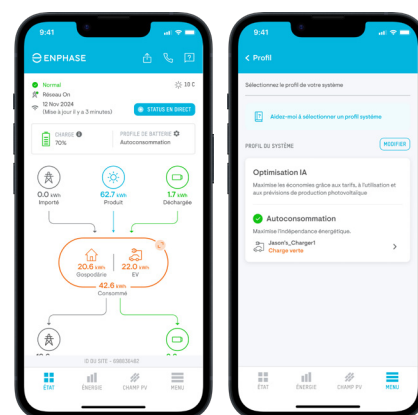 9:41
ENPHASE
Normal
10 C
Réseau On
12 Nov 2024
(Mise à jour il y a 3 minutes)
STATUS EN DIRECT
CHARGE
70%
PROFILE DE BATTERIE
Autoconsommation
0.0 kWh
Importé
62.7 kWh
Produit
1.7 kWh
Déchargée
20.6 kWh
Gospodărie
22.0 kWh
EV
42.6 kWh
Consommé
ID DU SITE -
ÉTAT
ÉNERGIE
CHAMP PV
MENU
9:41
Profil
Sélectionnez le profil de votre système
Aidez-moi à sélectionner un profil système
PROFIL DU SYSTÈME
MODIFIER
Optimisation IA
Maximise les économies grâce aux tarifs, à l'utilisation et
aux prévisions de production photovoltaïque
Autoconsommation
Maximise l'indépendance énergétique.
Jason's_Charger1
Charge verte
ÉTAT
ÉNERGIE
CHAMP PV
MENU